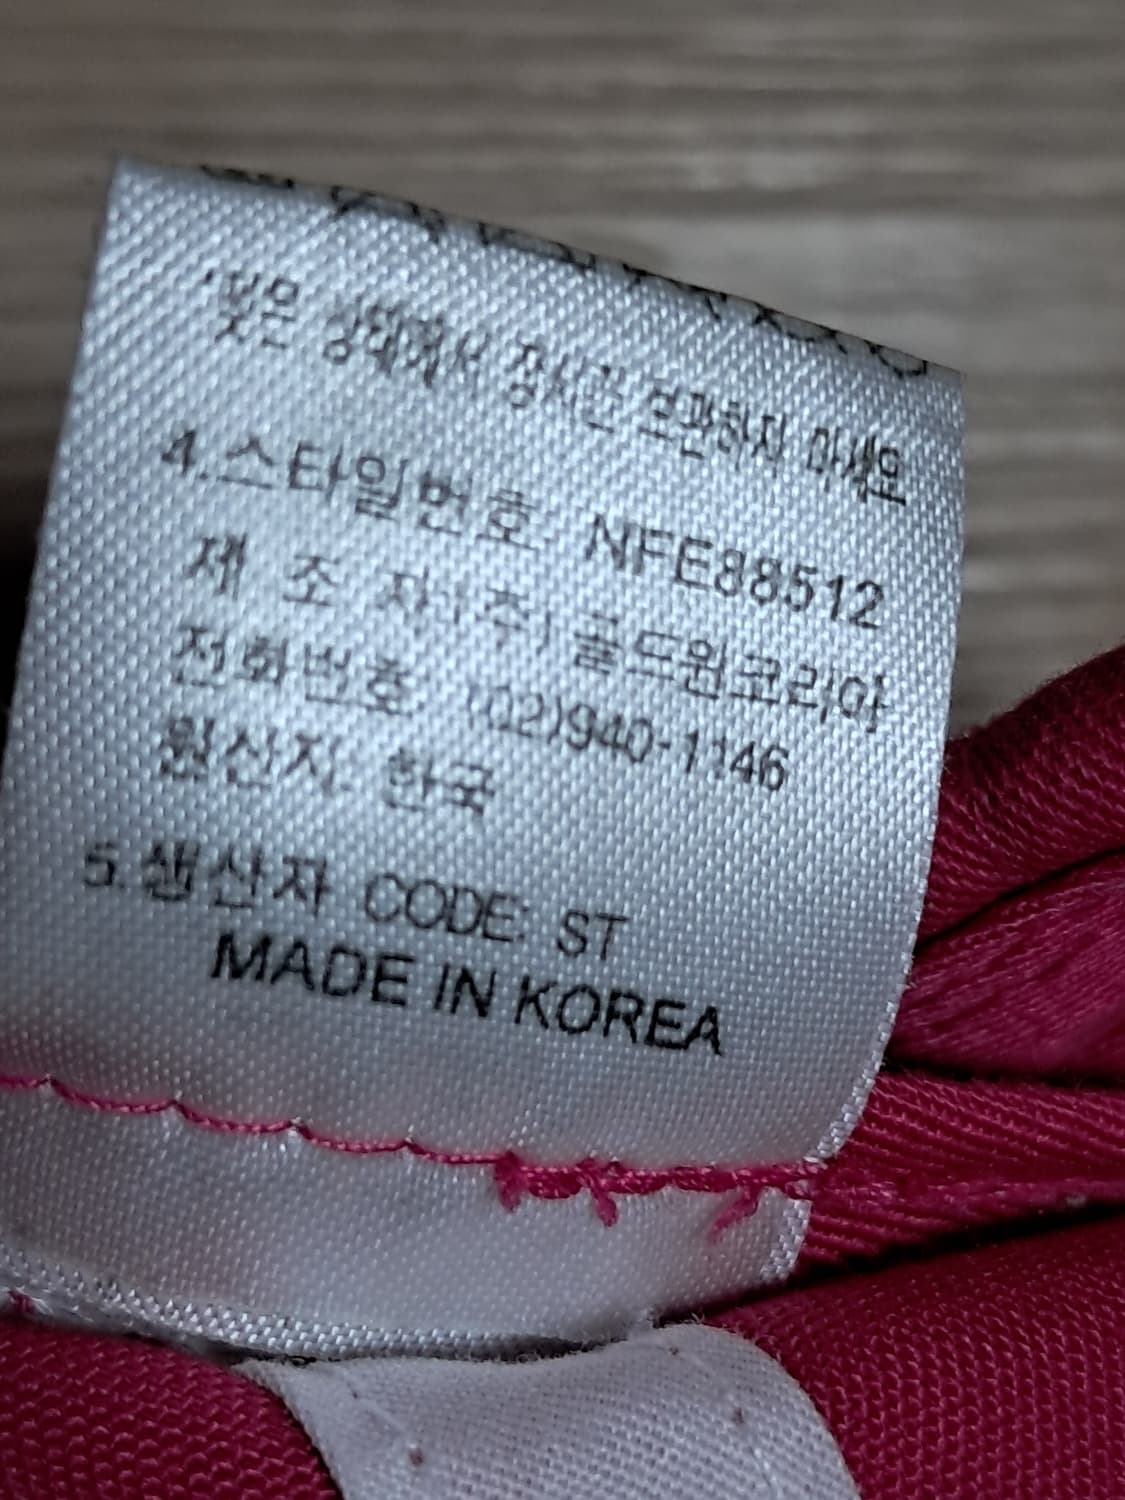 *젖은 상태에서 장시간 보관하지 마세요
4.스타일번호 NFE88512
제 조 자:(주)골드윈코리아
전화번호 (02)940-1146
원산지: 한국
5.생산자 CODE: ST
MADE IN KOREA